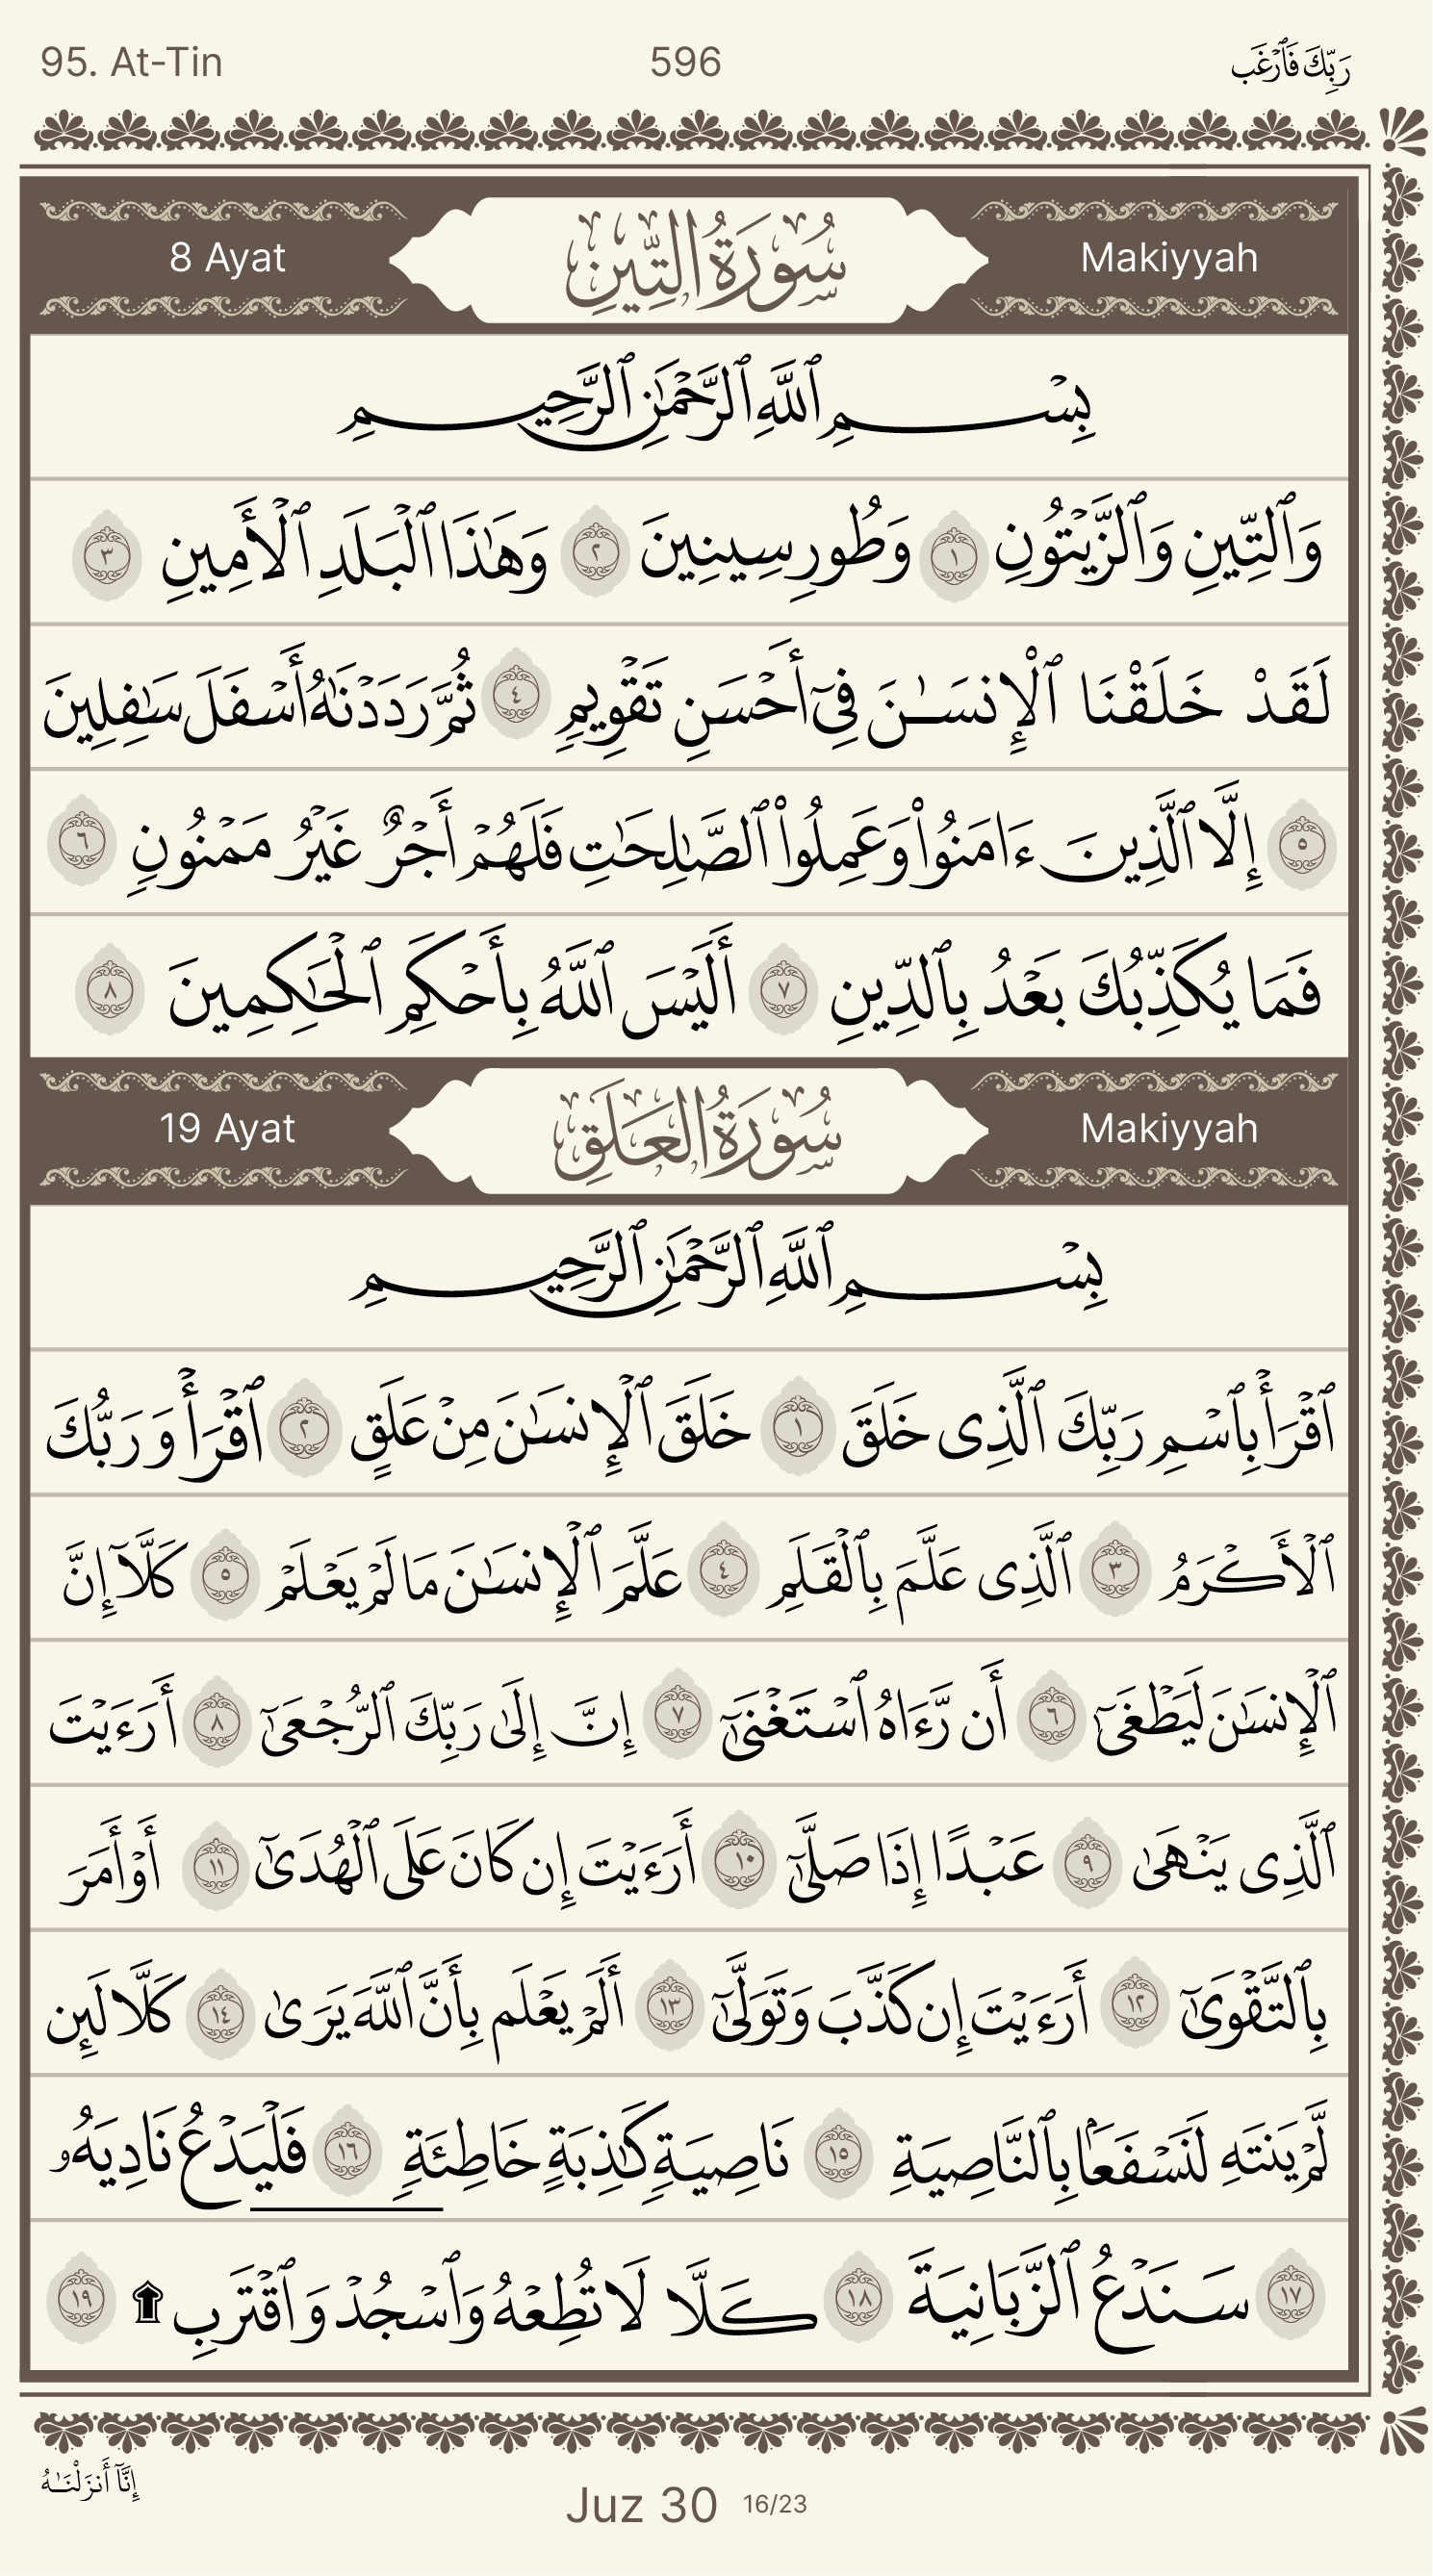 95. At-Tin 596 رَبِّكَ فَٱرْغَب
8 Ayat سُورَةُ التِّينِ Makiyyah
بِسْمِ ٱللَّهِ ٱلرَّحْمَٰنِ ٱلرَّحِيمِ
وَٱلتِّينِ وَٱلزَّيْتُونِ ١ وَطُورِ سِينِينَ ٢ وَهَٰذَا ٱلْبَلَدِ ٱلْأَمِينِ ٣
لَقَدْ خَلَقْنَا ٱلْإِنسَٰنَ فِىٓ أَحْسَنِ تَقْوِيمٍ ٤ ثُمَّ رَدَدْنَٰهُ أَسْفَلَ سَٰفِلِينَ
٥ إِلَّا ٱلَّذِينَ ءَامَنُوا۟ وَعَمِلُوا۟ ٱلصَّٰلِحَٰتِ فَلَهُمْ أَجْرٌ غَيْرُ مَمْنُونٍ ٦
فَمَا يُكَذِّبُكَ بَعْدُ بِٱلدِّينِ ٧ أَلَيْسَ ٱللَّهُ بِأَحْكَمِ ٱلْحَٰكِمِينَ ٨
19 Ayat سُورَةُ العَلَقِ Makiyyah
بِسْمِ ٱللَّهِ ٱلرَّحْمَٰنِ ٱلرَّحِيمِ
ٱقْرَأْ بِٱسْمِ رَبِّكَ ٱلَّذِى خَلَقَ ١ خَلَقَ ٱلْإِنسَٰنَ مِنْ عَلَقٍ ٢ ٱقْرَأْ وَرَبُّكَ
ٱلْأَكْرَمُ ٣ ٱلَّذِى عَلَّمَ بِٱلْقَلَمِ ٤ عَلَّمَ ٱلْإِنسَٰنَ مَا لَمْ يَعْلَمْ ٥ كَلَّآ إِنَّ
ٱلْإِنسَٰنَ لَيَطْغَىٰٓ ٦ أَن رَّءَاهُ ٱسْتَغْنَىٰٓ ٧ إِنَّ إِلَىٰ رَبِّكَ ٱلرُّجْعَىٰٓ ٨ أَرَءَيْتَ
ٱلَّذِى يَنْهَىٰ ٩ عَبْدًا إِذَا صَلَّىٰٓ ١٠ أَرَءَيْتَ إِن كَانَ عَلَى ٱلْهُدَىٰٓ ١١ أَوْ أَمَرَ
بِٱلتَّقْوَىٰٓ ١٢ أَرَءَيْتَ إِن كَذَّبَ وَتَوَلَّىٰٓ ١٣ أَلَمْ يَعْلَم بِأَنَّ ٱللَّهَ يَرَىٰ ١٤ كَلَّا لَئِن
لَّمْ يَنتَهِ لَنَسْفَعًۢا بِٱلنَّاصِيَةِ ١٥ نَاصِيَةٍ كَٰذِبَةٍ خَاطِئَةٍ ١٦ فَلْيَدْعُ نَادِيَهُۥ
١٧ سَنَدْعُ ٱلزَّبَانِيَةَ ١٨ كَلَّا لَا تُطِعْهُ وَٱسْجُدْ وَٱقْتَرِب ۩ ١٩
إِنَّآ أَنزَلْنَٰهُ
Juz 30 16/23